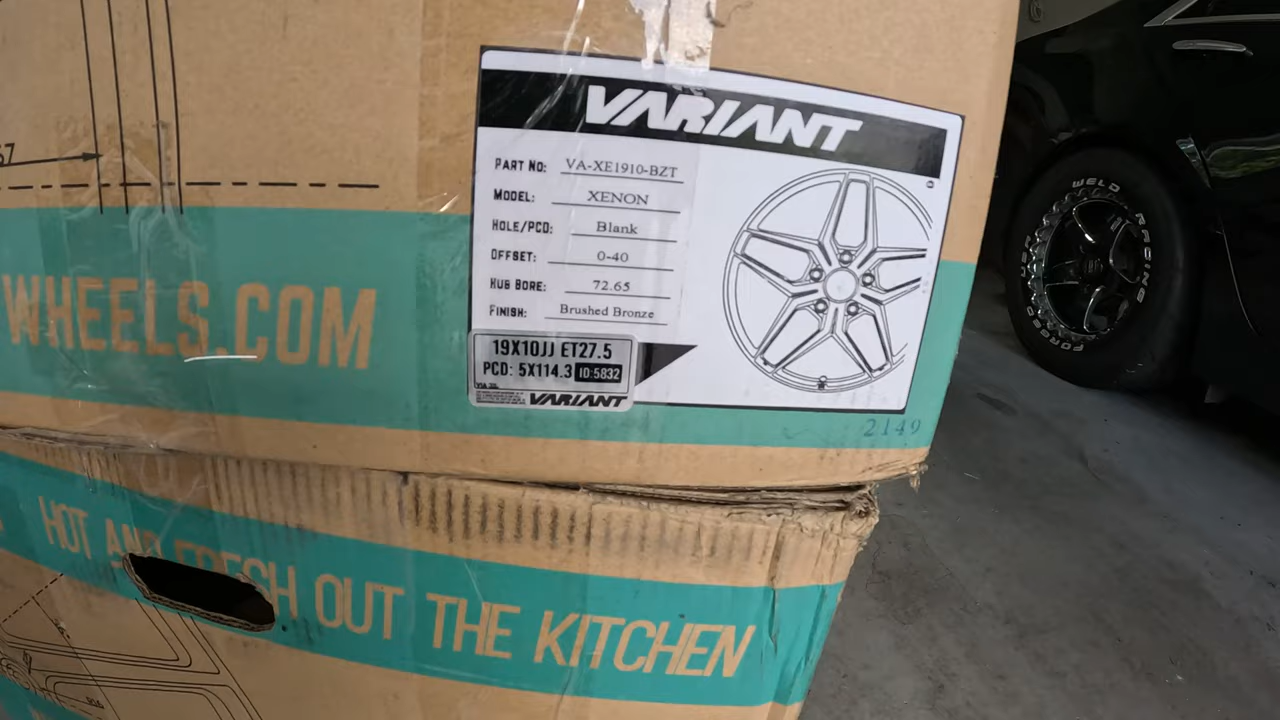 VARIANT
PART NO: VA-XE1910-BZT
MODEL: XENON
HOLE/PCD: Blank
OFFSET: 0-40
HUB BORE: 72.65
FINISH: Brushed Bronze
19X10JJ ET27.5
PCD: 5X114.3 ID:5832
VARIANT
2149
WHEELS.COM
HOT AND FRESH OUT THE KITCHEN
WELD RACING
FORGED